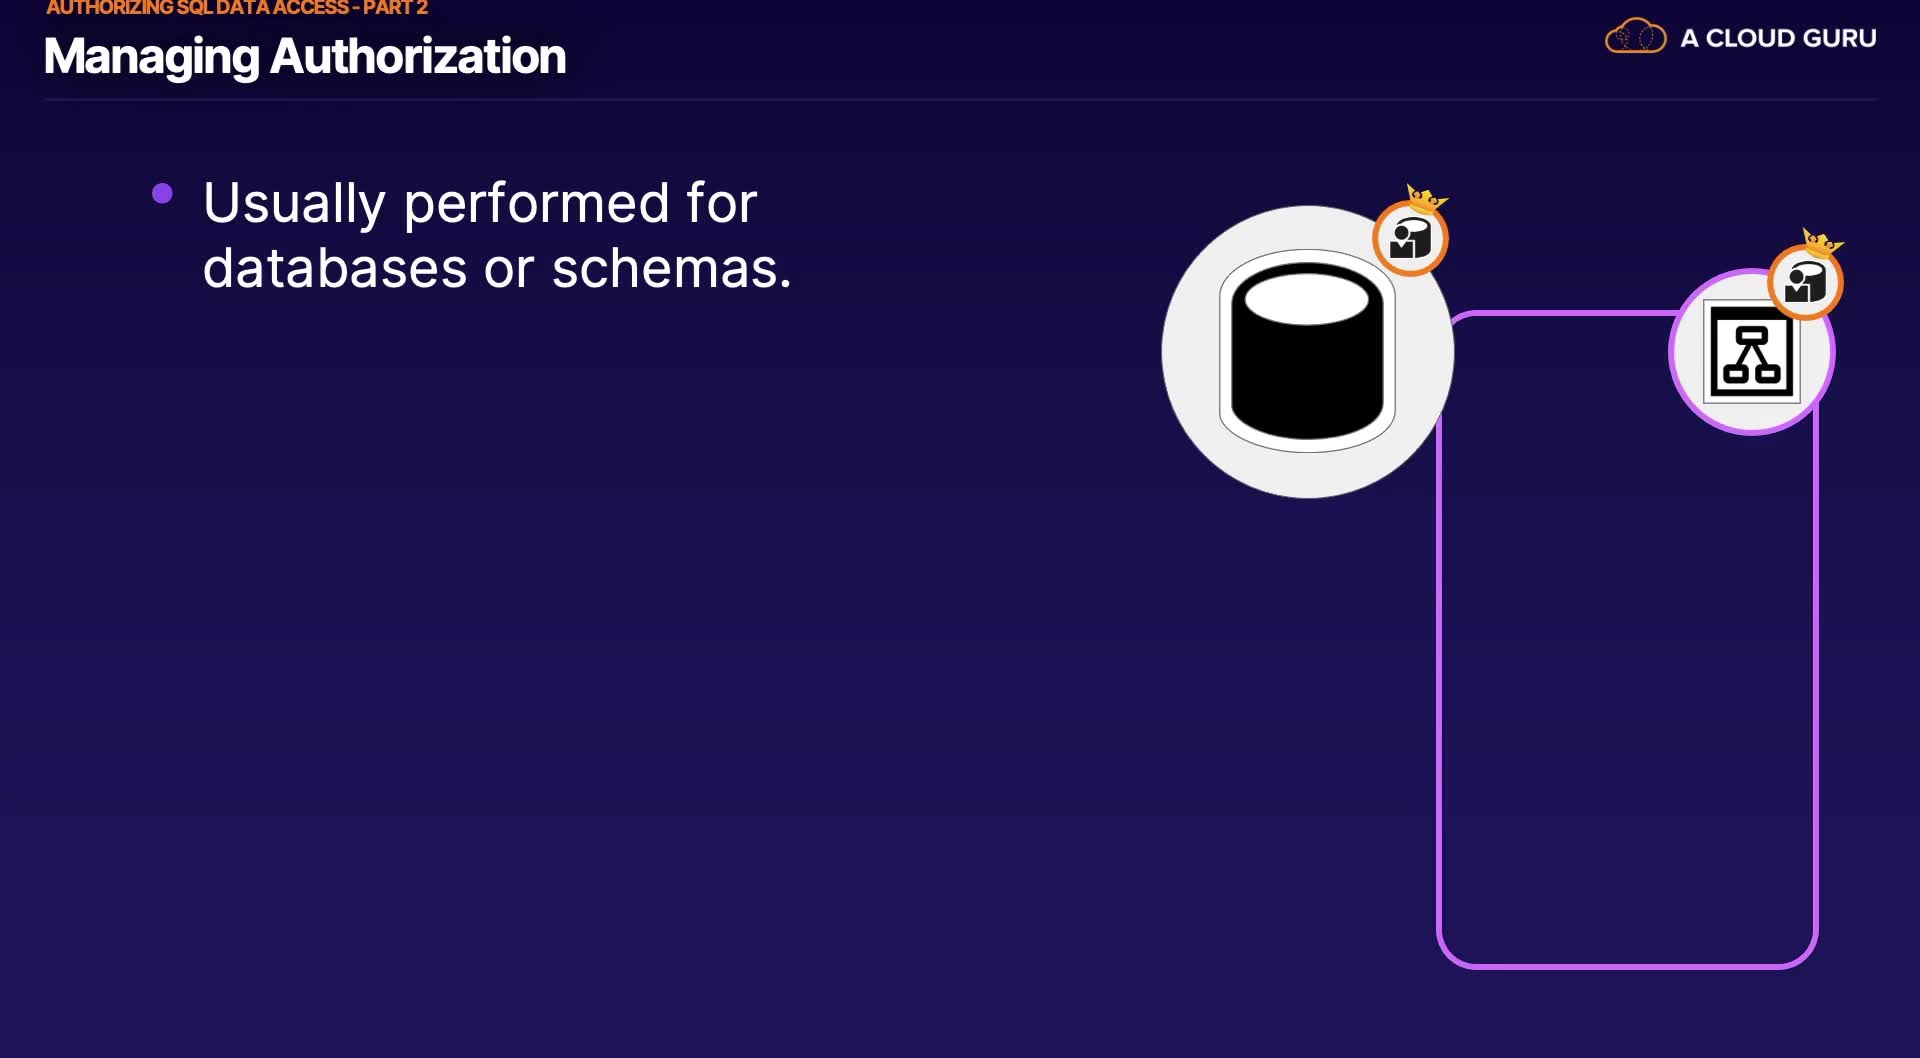 AUTHORIZING SQL DATA ACCESS - PART 2
Managing Authorization
A CLOUD GURU
Usually performed for
databases or schemas.